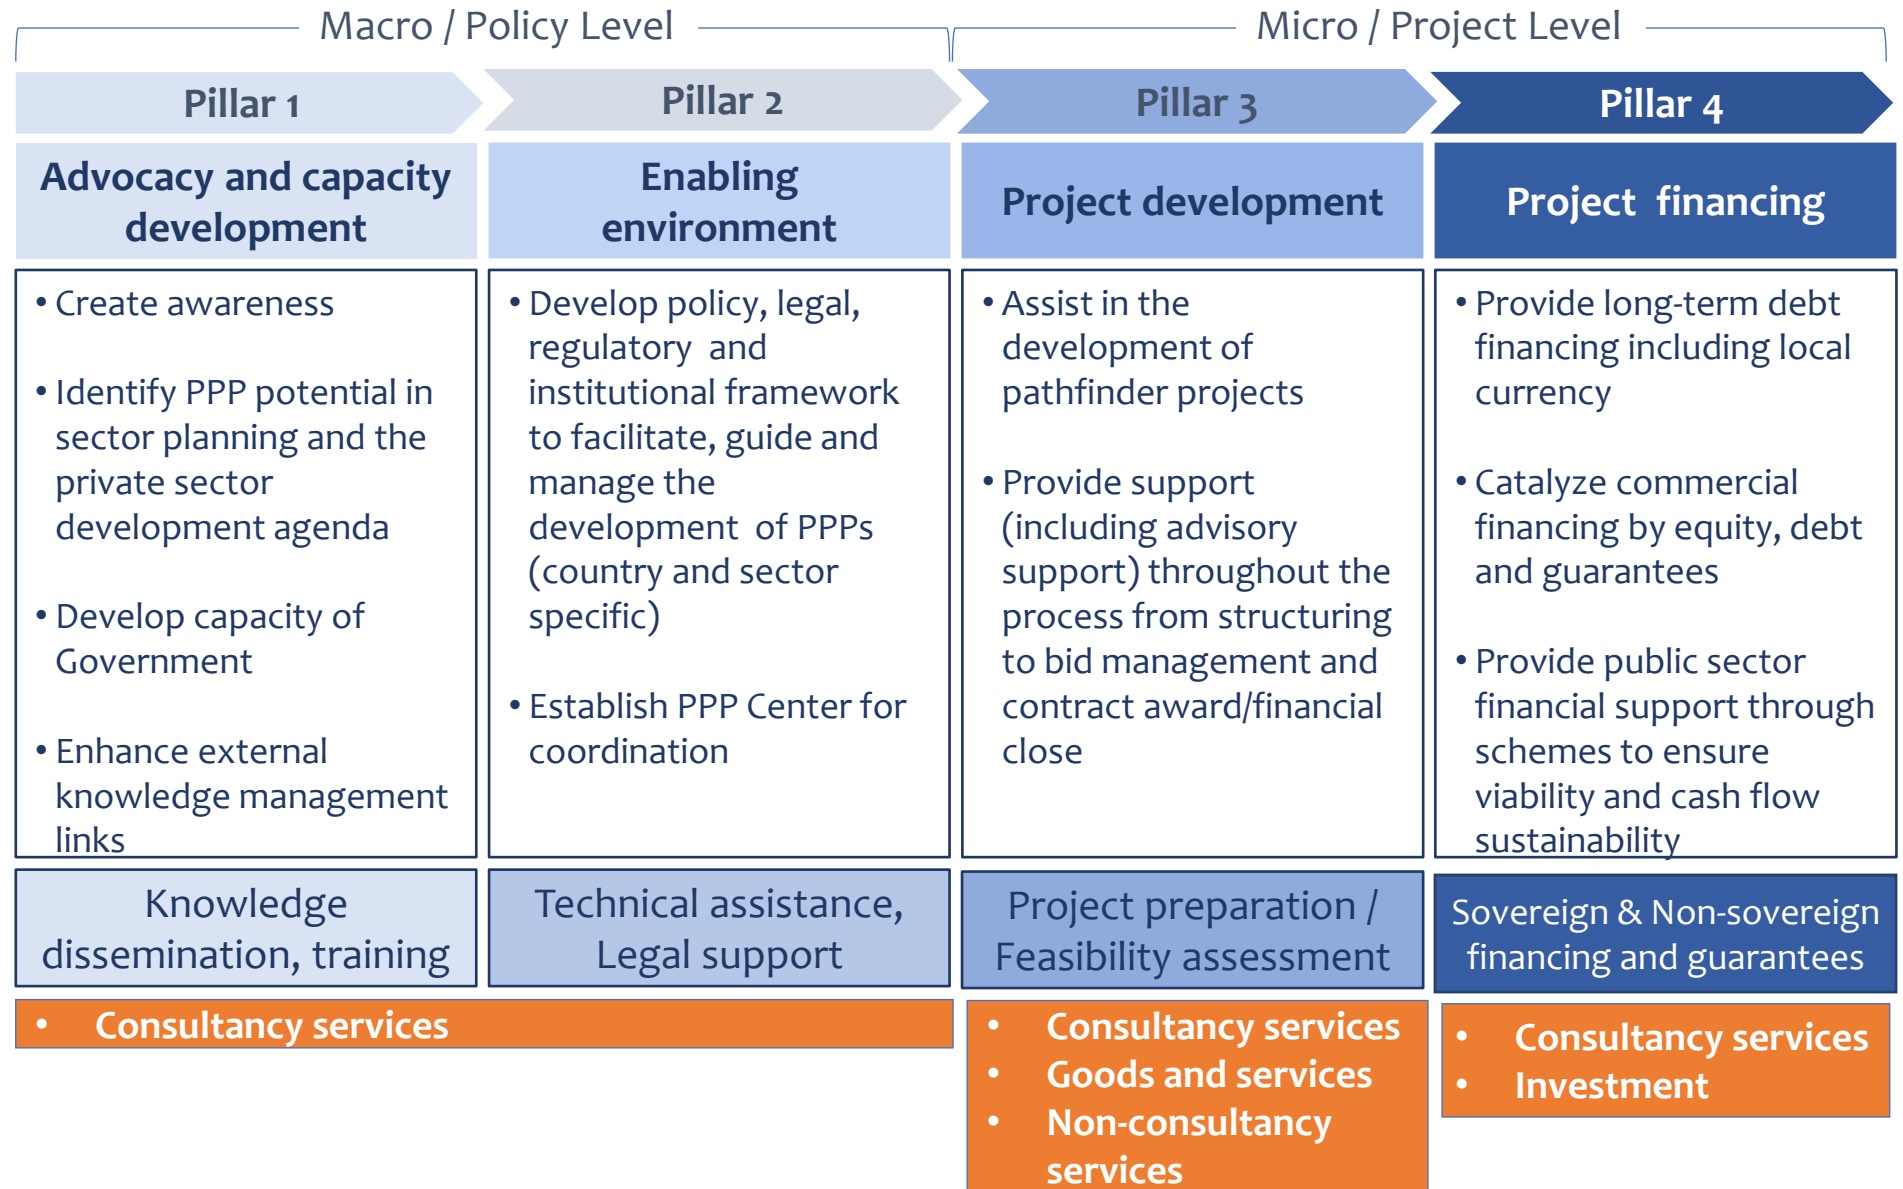 Macro / Policy Level
Micro / Project Level
Pillar 1
Pillar 2
Pillar 3
Pillar 4
Advocacy and capacity
development
Enabling
environment
Project development
Project financing
• Create awareness
• Identify PPP potential in
sector planning and the
private sector
development agenda
• Develop capacity of
Government
• Enhance external
knowledge management
links
• Develop policy, legal,
regulatory and
institutional framework
to facilitate, guide and
manage the
development of PPPs
(country and sector
specific)
• Establish PPP Center for
coordination
• Assist in the
development of
pathfinder projects
• Provide support
(including advisory
support) throughout the
process from structuring
to bid management and
contract award/financial
close
• Provide long-term debt
financing including local
currency
• Catalyze commercial
financing by equity, debt
and guarantees
• Provide public sector
financial support through
schemes to ensure
viability and cash flow
sustainability
Knowledge
dissemination, training
Technical assistance,
Legal support
Project preparation /
Feasibility assessment
Sovereign & Non-sovereign
financing and guarantees
• Consultancy services
• Consultancy services
• Goods and services
• Non-consultancy
services
• Consultancy services
• Investment